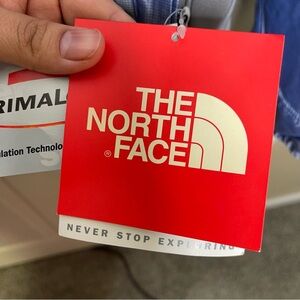 THE
NORTH
FACE
®
RIMAL
lation Technolo
NEVER STOP EXPLORING